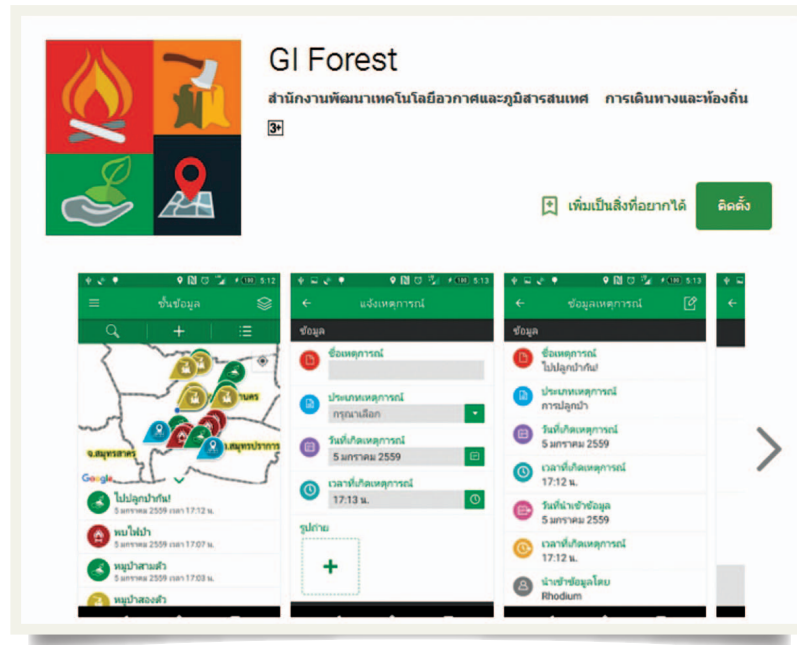 GI Forest
สำนักงานพัฒนาเทคโนโลยีอวกาศและภูมิสารสนเทศ การเดินทางและท้องถิ่น
3+
เพิ่มเป็นสิ่งที่อยากได้
ติดตั้ง
5:12
ชั้นข้อมูล
านคร
จ.สมุทรสาคร
จ.สมุทรปราการ
Google
ไปปลูกป่ากัน!
5 มกราคม 2559 เวลา 17:12 น.
พบไฟป่า
5 มกราคม 2559 เวลา 17:07 น.
หมูป่าสามตัว
5 มกราคม 2559 เวลา 17:03 น.
หมูป่าสองตัว
5:13
แจ้งเหตุการณ์
ข้อมูล
ชื่อเหตุการณ์
ประเภทเหตุการณ์
กรุณาเลือก
วันที่เกิดเหตุการณ์
5 มกราคม 2559
เวลาที่เกิดเหตุการณ์
17:13 น.
รูปถ่าย
+
5:13
ข้อมูลเหตุการณ์
ข้อมูล
ชื่อเหตุการณ์
ไปปลูกป่ากัน!
ประเภทเหตุการณ์
การปลูกป่า
วันที่เกิดเหตุการณ์
5 มกราคม 2559
เวลาที่เกิดเหตุการณ์
17:12 น.
วันที่นำเข้าข้อมูล
5 มกราคม 2559
เวลาที่เกิดเหตุการณ์
17:12 น.
นำเข้าข้อมูลโดย
Rhodium